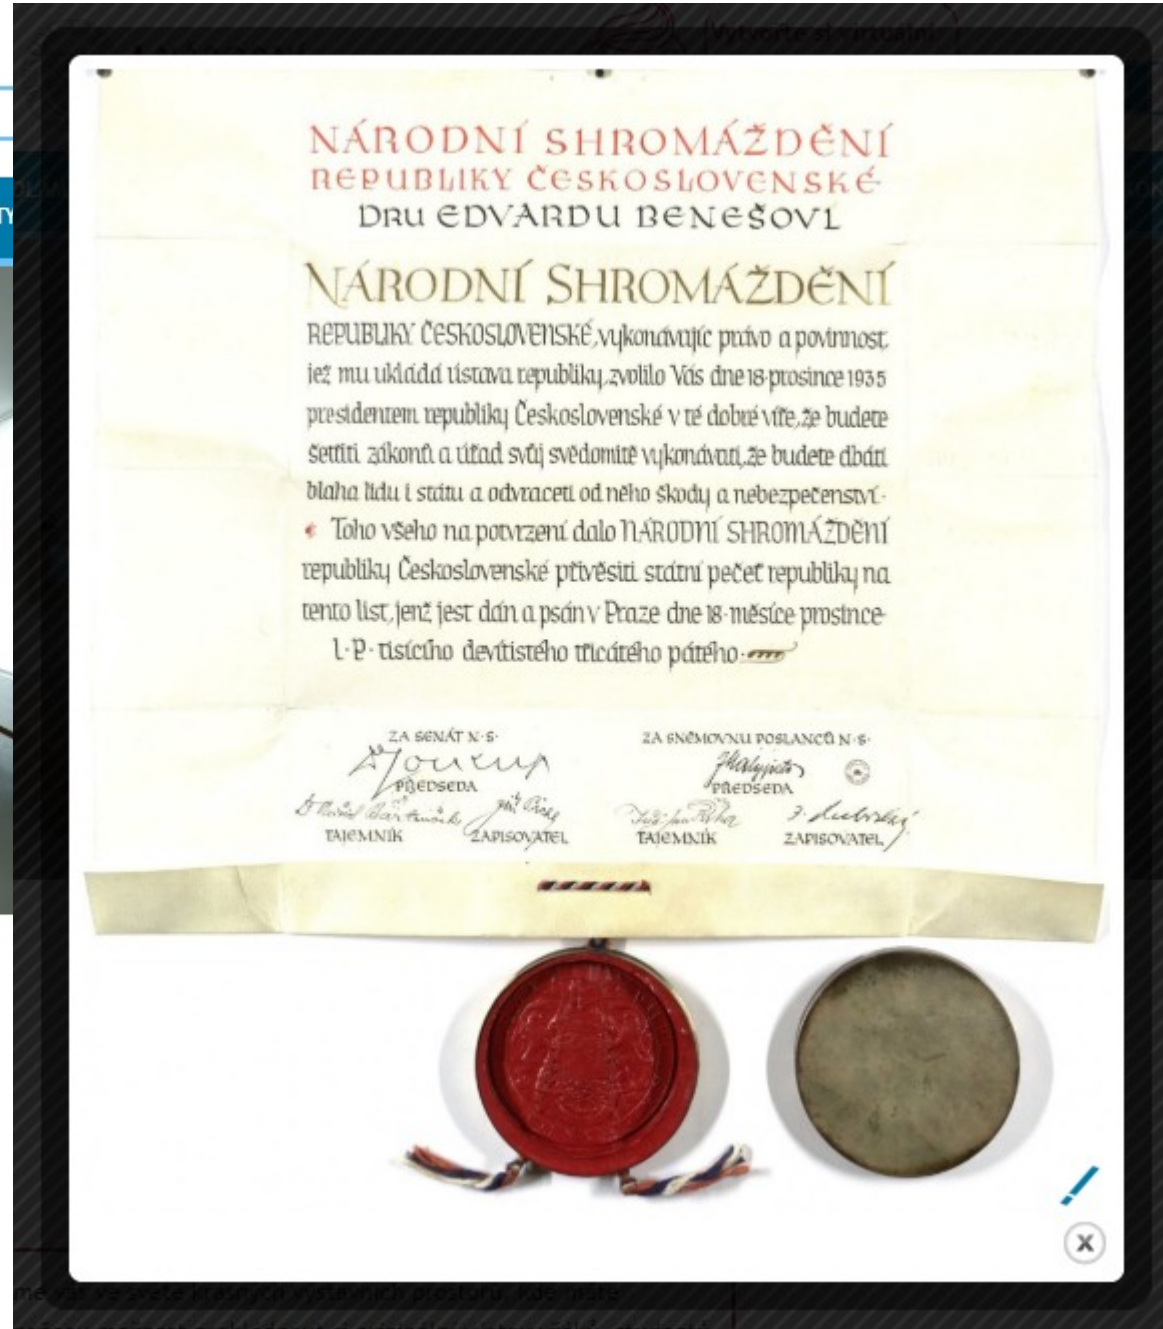 NÁRODNÍ SHROMÁŽDĚNÍ
REPUBLIKY ČESKOSLOVENSKÉ
DRU EDVARDU BENEŠOVI.
NÁRODNÍ SHROMÁŽDĚNÍ
REPUBLIKY ČESKOSLOVENSKÉ, vykonávajíc právo a povinnost,
jež mu ukládá ústava republiky, zvolilo Vás dne 18. prosince 1935
presidentem republiky Československé v té dobré víře, že budete
šetřiti zákonů a úřad svůj svědomitě vykonávati, že budete dbáti
blaha lidu i státu a odvraceti od něho škody a nebezpečenství.
Toho všeho na potvrzení dalo NÁRODNÍ SHROMÁŽDĚNÍ
republiky Československé přivěsiti státní pečeť republiky na
tento list, jenž jest dán a psán v Praze dne 18. měsíce prosince
l. P. tisícího devítistého třicátého pátého.
ZA SENÁT N. S.
PŘEDSEDA
TAJEMNÍK
ZAPISOVATEL
ZA SNĚMOVNU POSLANCŮ N. S.
PŘEDSEDA
TAJEMNÍK
ZAPISOVATEL